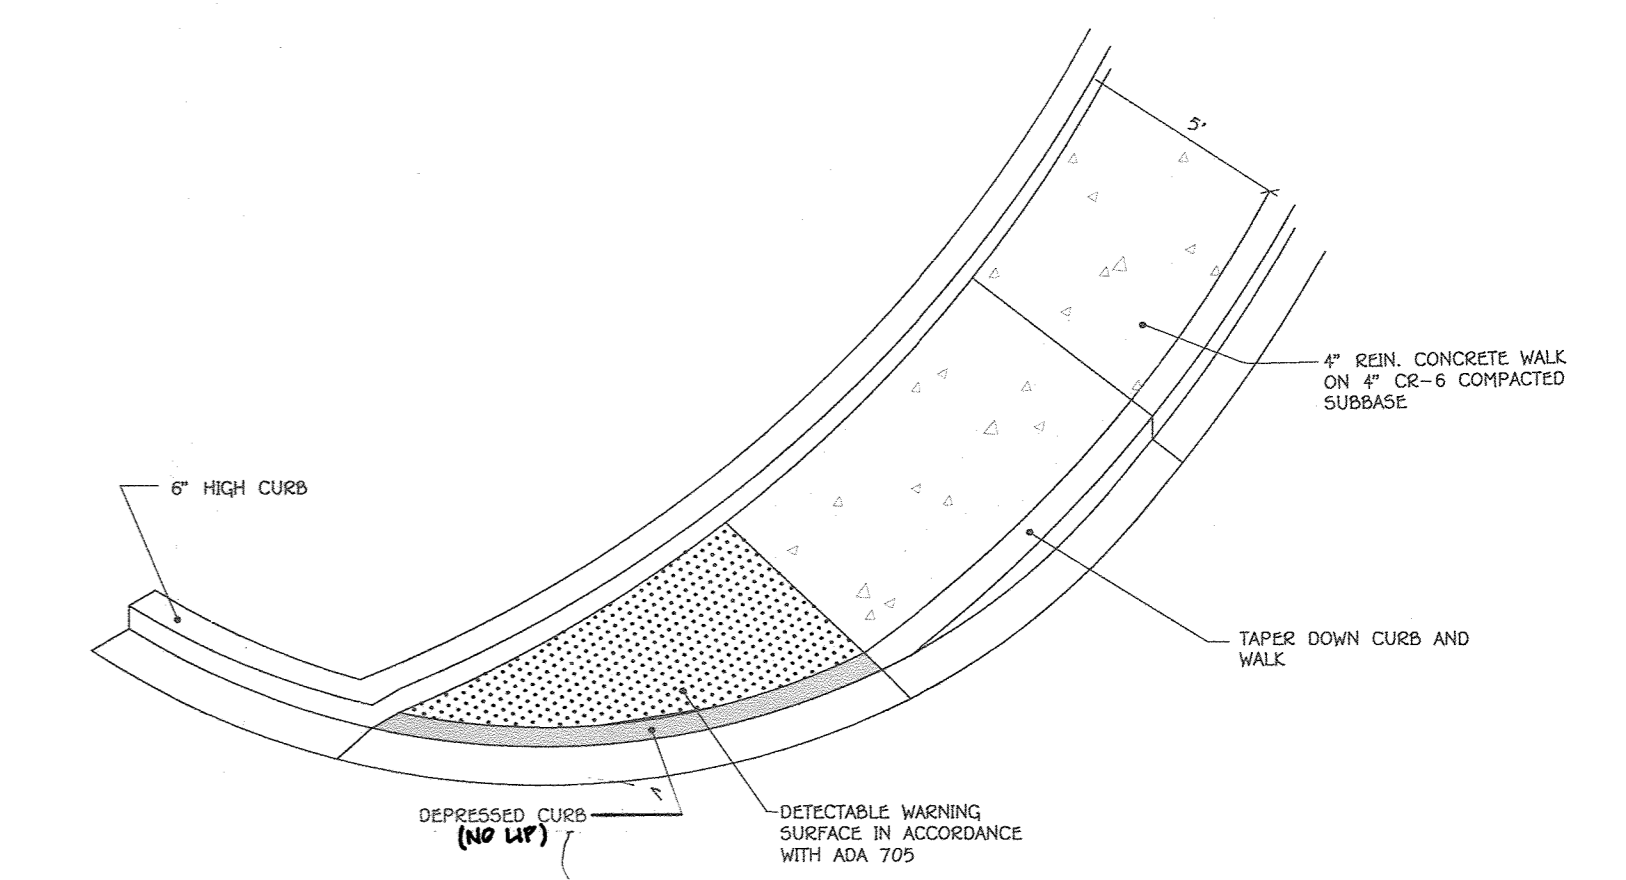 5'
4" REIN. CONCRETE WALK
ON 4" CR-6 COMPACTED
SUBBASE
6" HIGH CURB
TAPER DOWN CURB AND
WALK
DEPRESSED CURB
(NO LIP)
DETECTABLE WARNING
SURFACE IN ACCORDANCE
WITH ADA 705